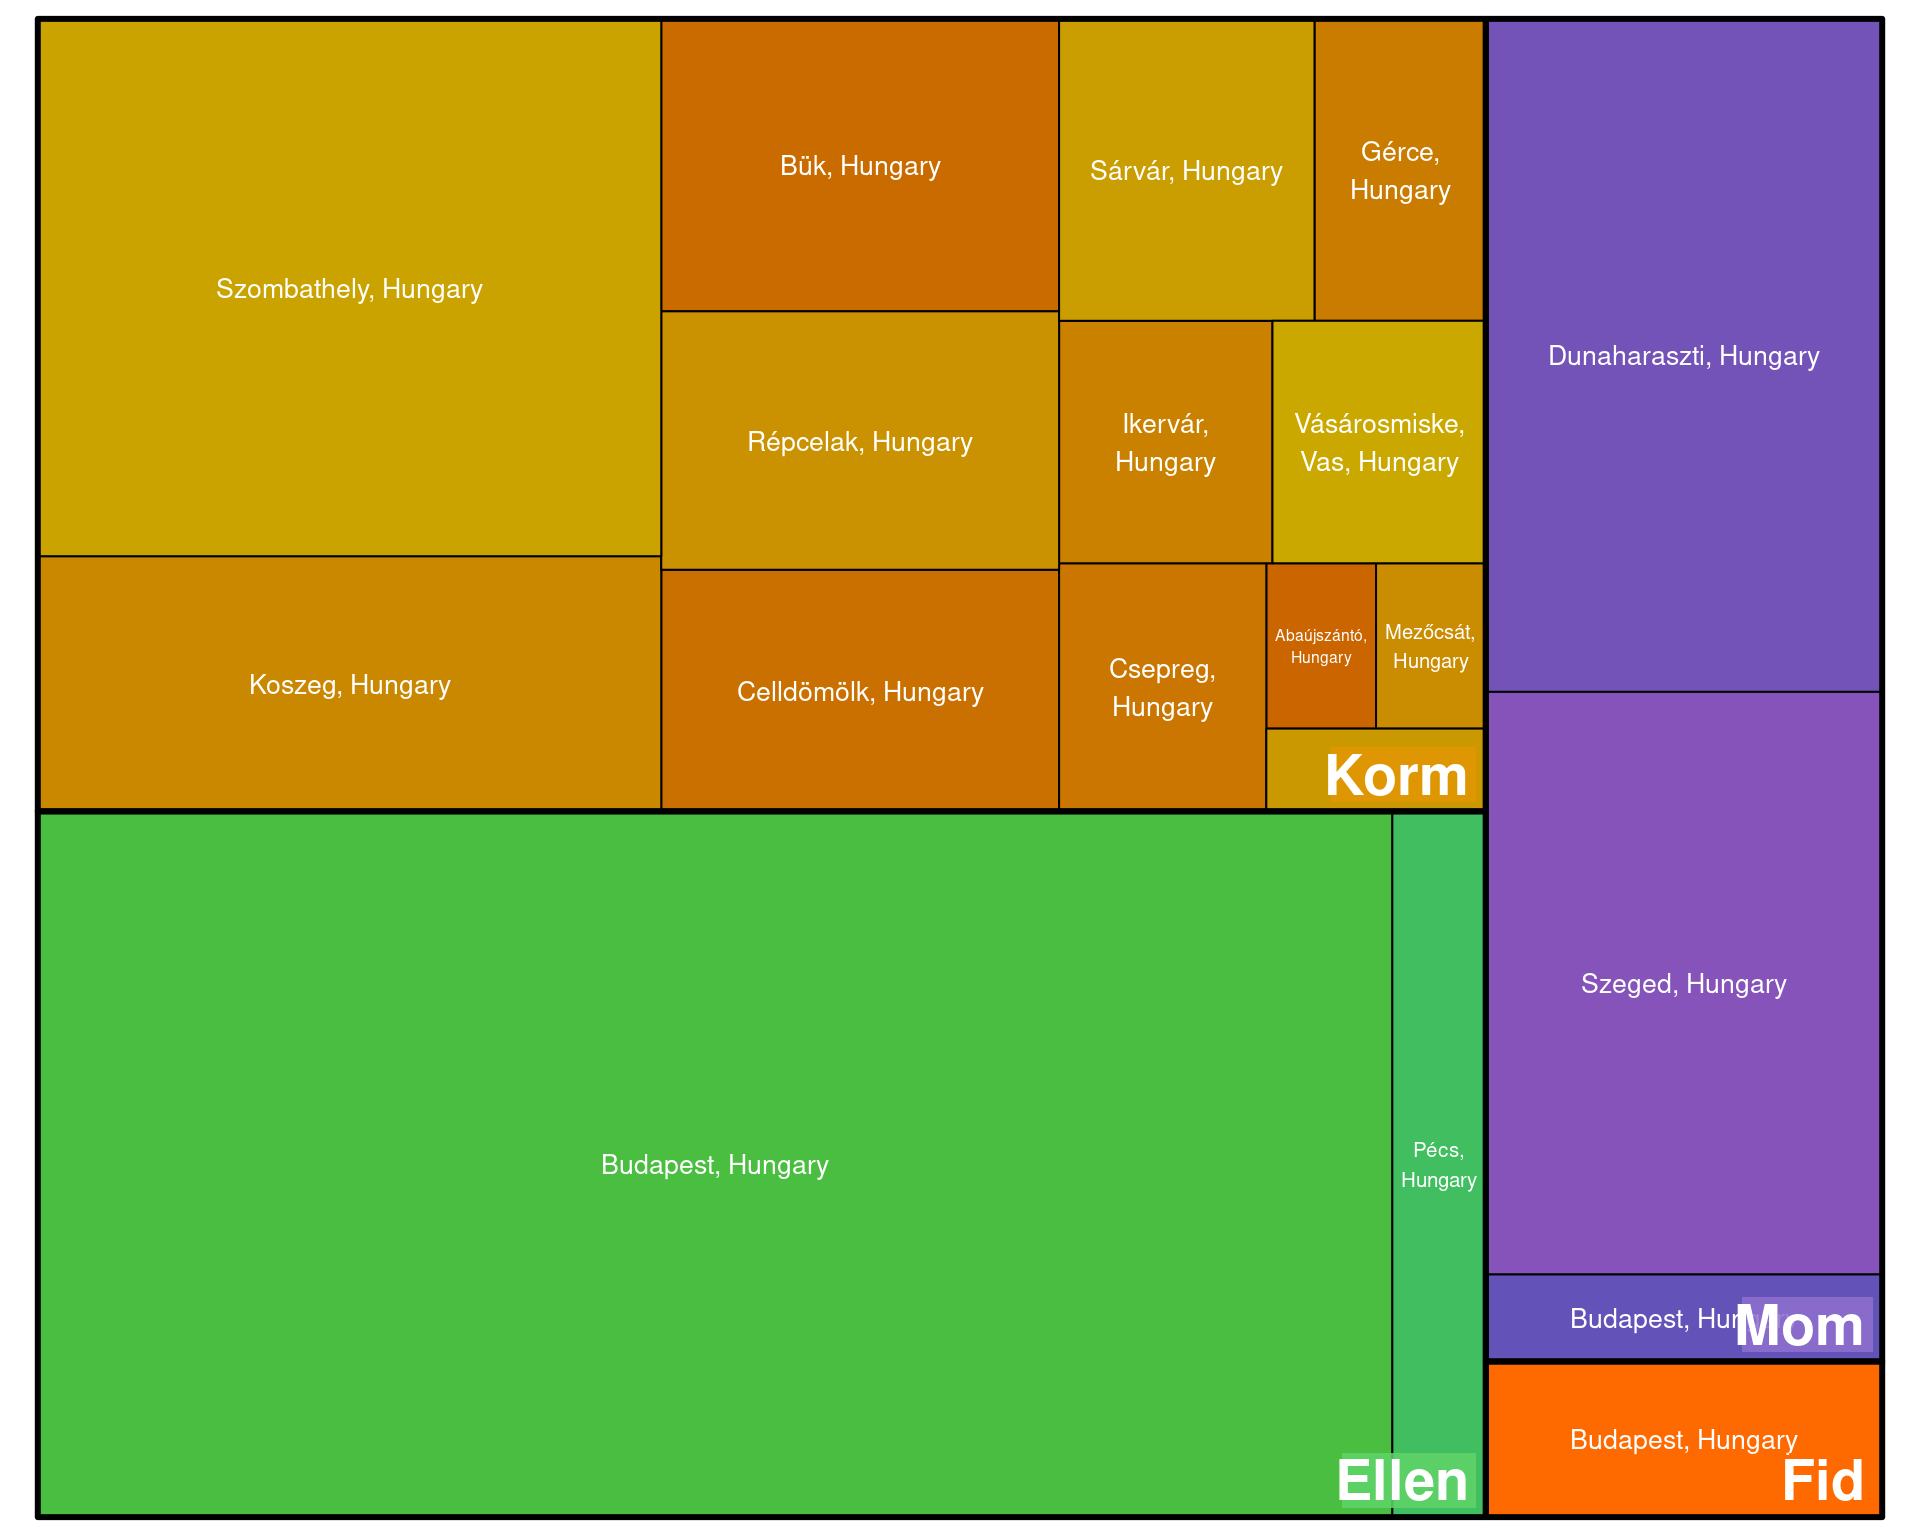 Szombathely, Hungary
Koszeg, Hungary
Bük, Hungary
Répcelak, Hungary
Celldömölk, Hungary
Sárvár, Hungary
Gérce,
Hungary
Ikervár,
Hungary
Vásárosmiske,
Vas, Hungary
Csepreg,
Hungary
Abaújszántó,
Hungary
Mezőcsát,
Hungary
Korm
Budapest, Hungary
Pécs,
Hungary
Ellen
Dunaharaszti, Hungary
Szeged, Hungary
Budapest,
Mom
Budapest, Hungary
Fid